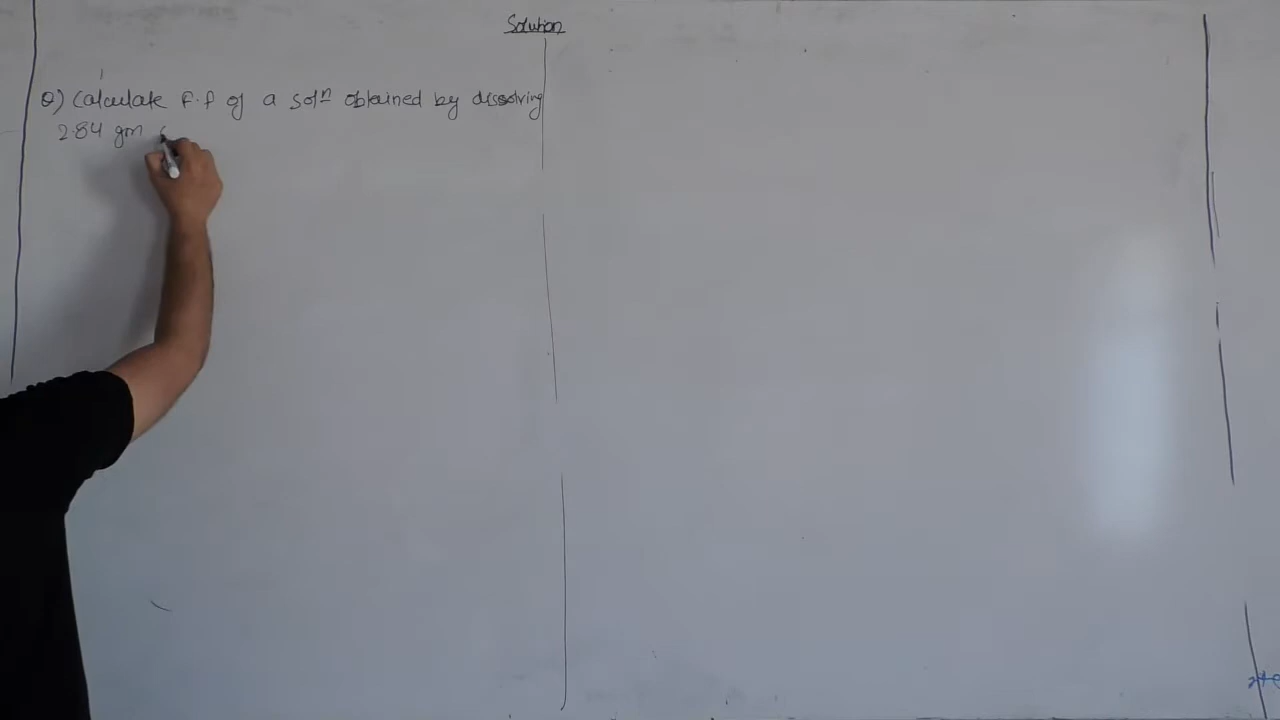 Solution
Q) Calculate F.P of a solⁿ obtained by dissolving
2.84 gm